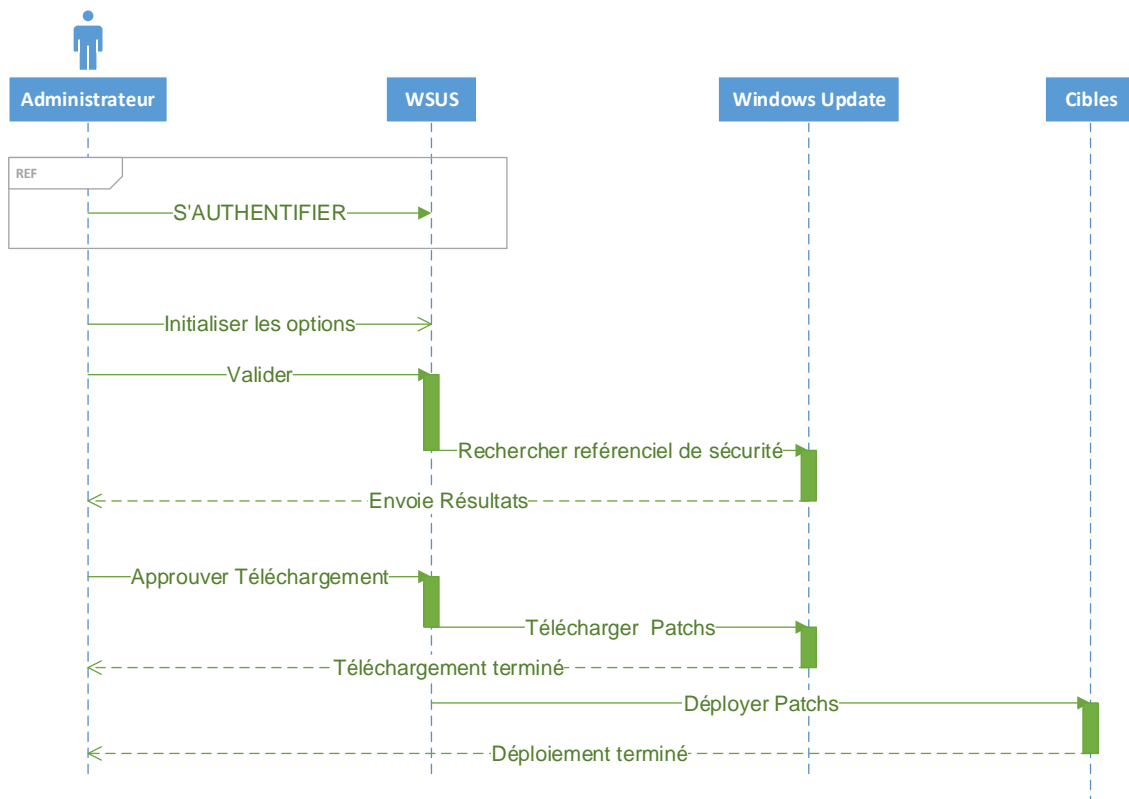 Administrateur
WSUS
Windows Update
Cibles
REF
S'AUTHENTIFIER
Initialiser les options
Valider
Rechercher reférenciel de sécurité
Envoie Résultats
Approuver Téléchargement
Télécharger Patchs
Téléchargement terminé
Déployer Patchs
Déploiement terminé